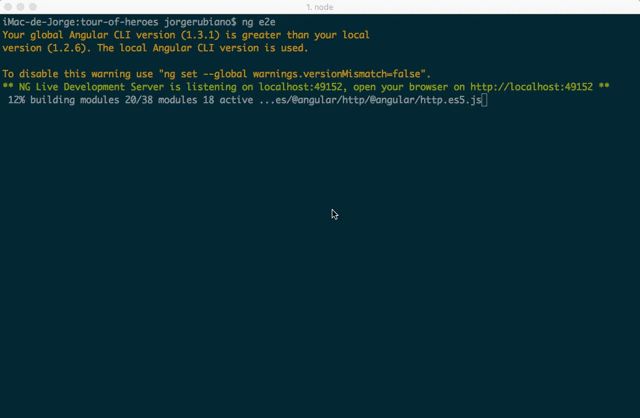 1. node
iMac-de-Jorge:tour-of-heroes jorgerubiano$ ng e2e
Your global Angular CLI version (1.3.1) is greater than your local
version (1.2.6). The local Angular CLI version is used.
To disable this warning use "ng set --global warnings.versionMismatch=false".
** NG Live Development Server is listening on localhost:49152, open your browser on http://localhost:49152 **
12% building modules 20/38 modules 18 active ...es/@angular/http/@angular/http.es5.js